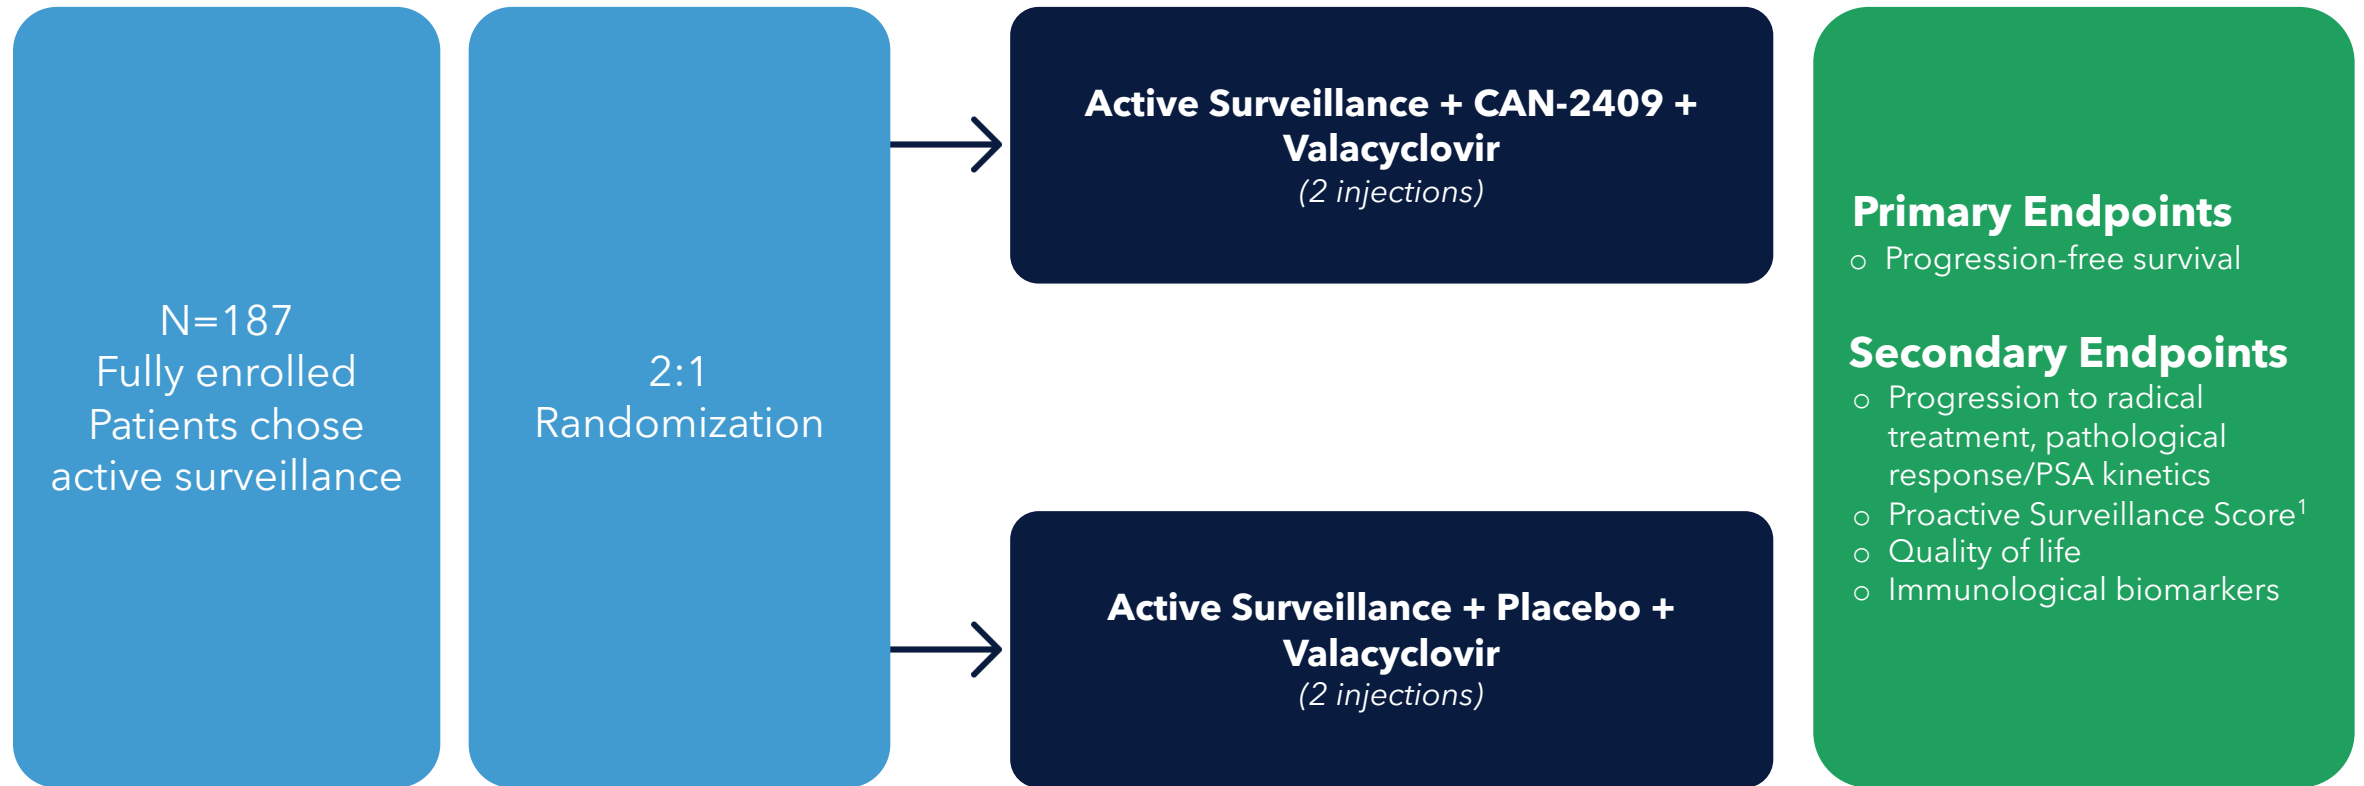 N=187
Fully enrolled
Patients chose
active surveillance
2:1
Randomization
Active Surveillance + CAN-2409 +
Valacyclovir
(2 injections)
Active Surveillance + Placebo +
Valacyclovir
(2 injections)
Primary Endpoints
o Progression-free survival
Secondary Endpoints
o Progression to radical
treatment, pathological
response/PSA kinetics
o Proactive Surveillance Score¹
o Quality of life
o Immunological biomarkers